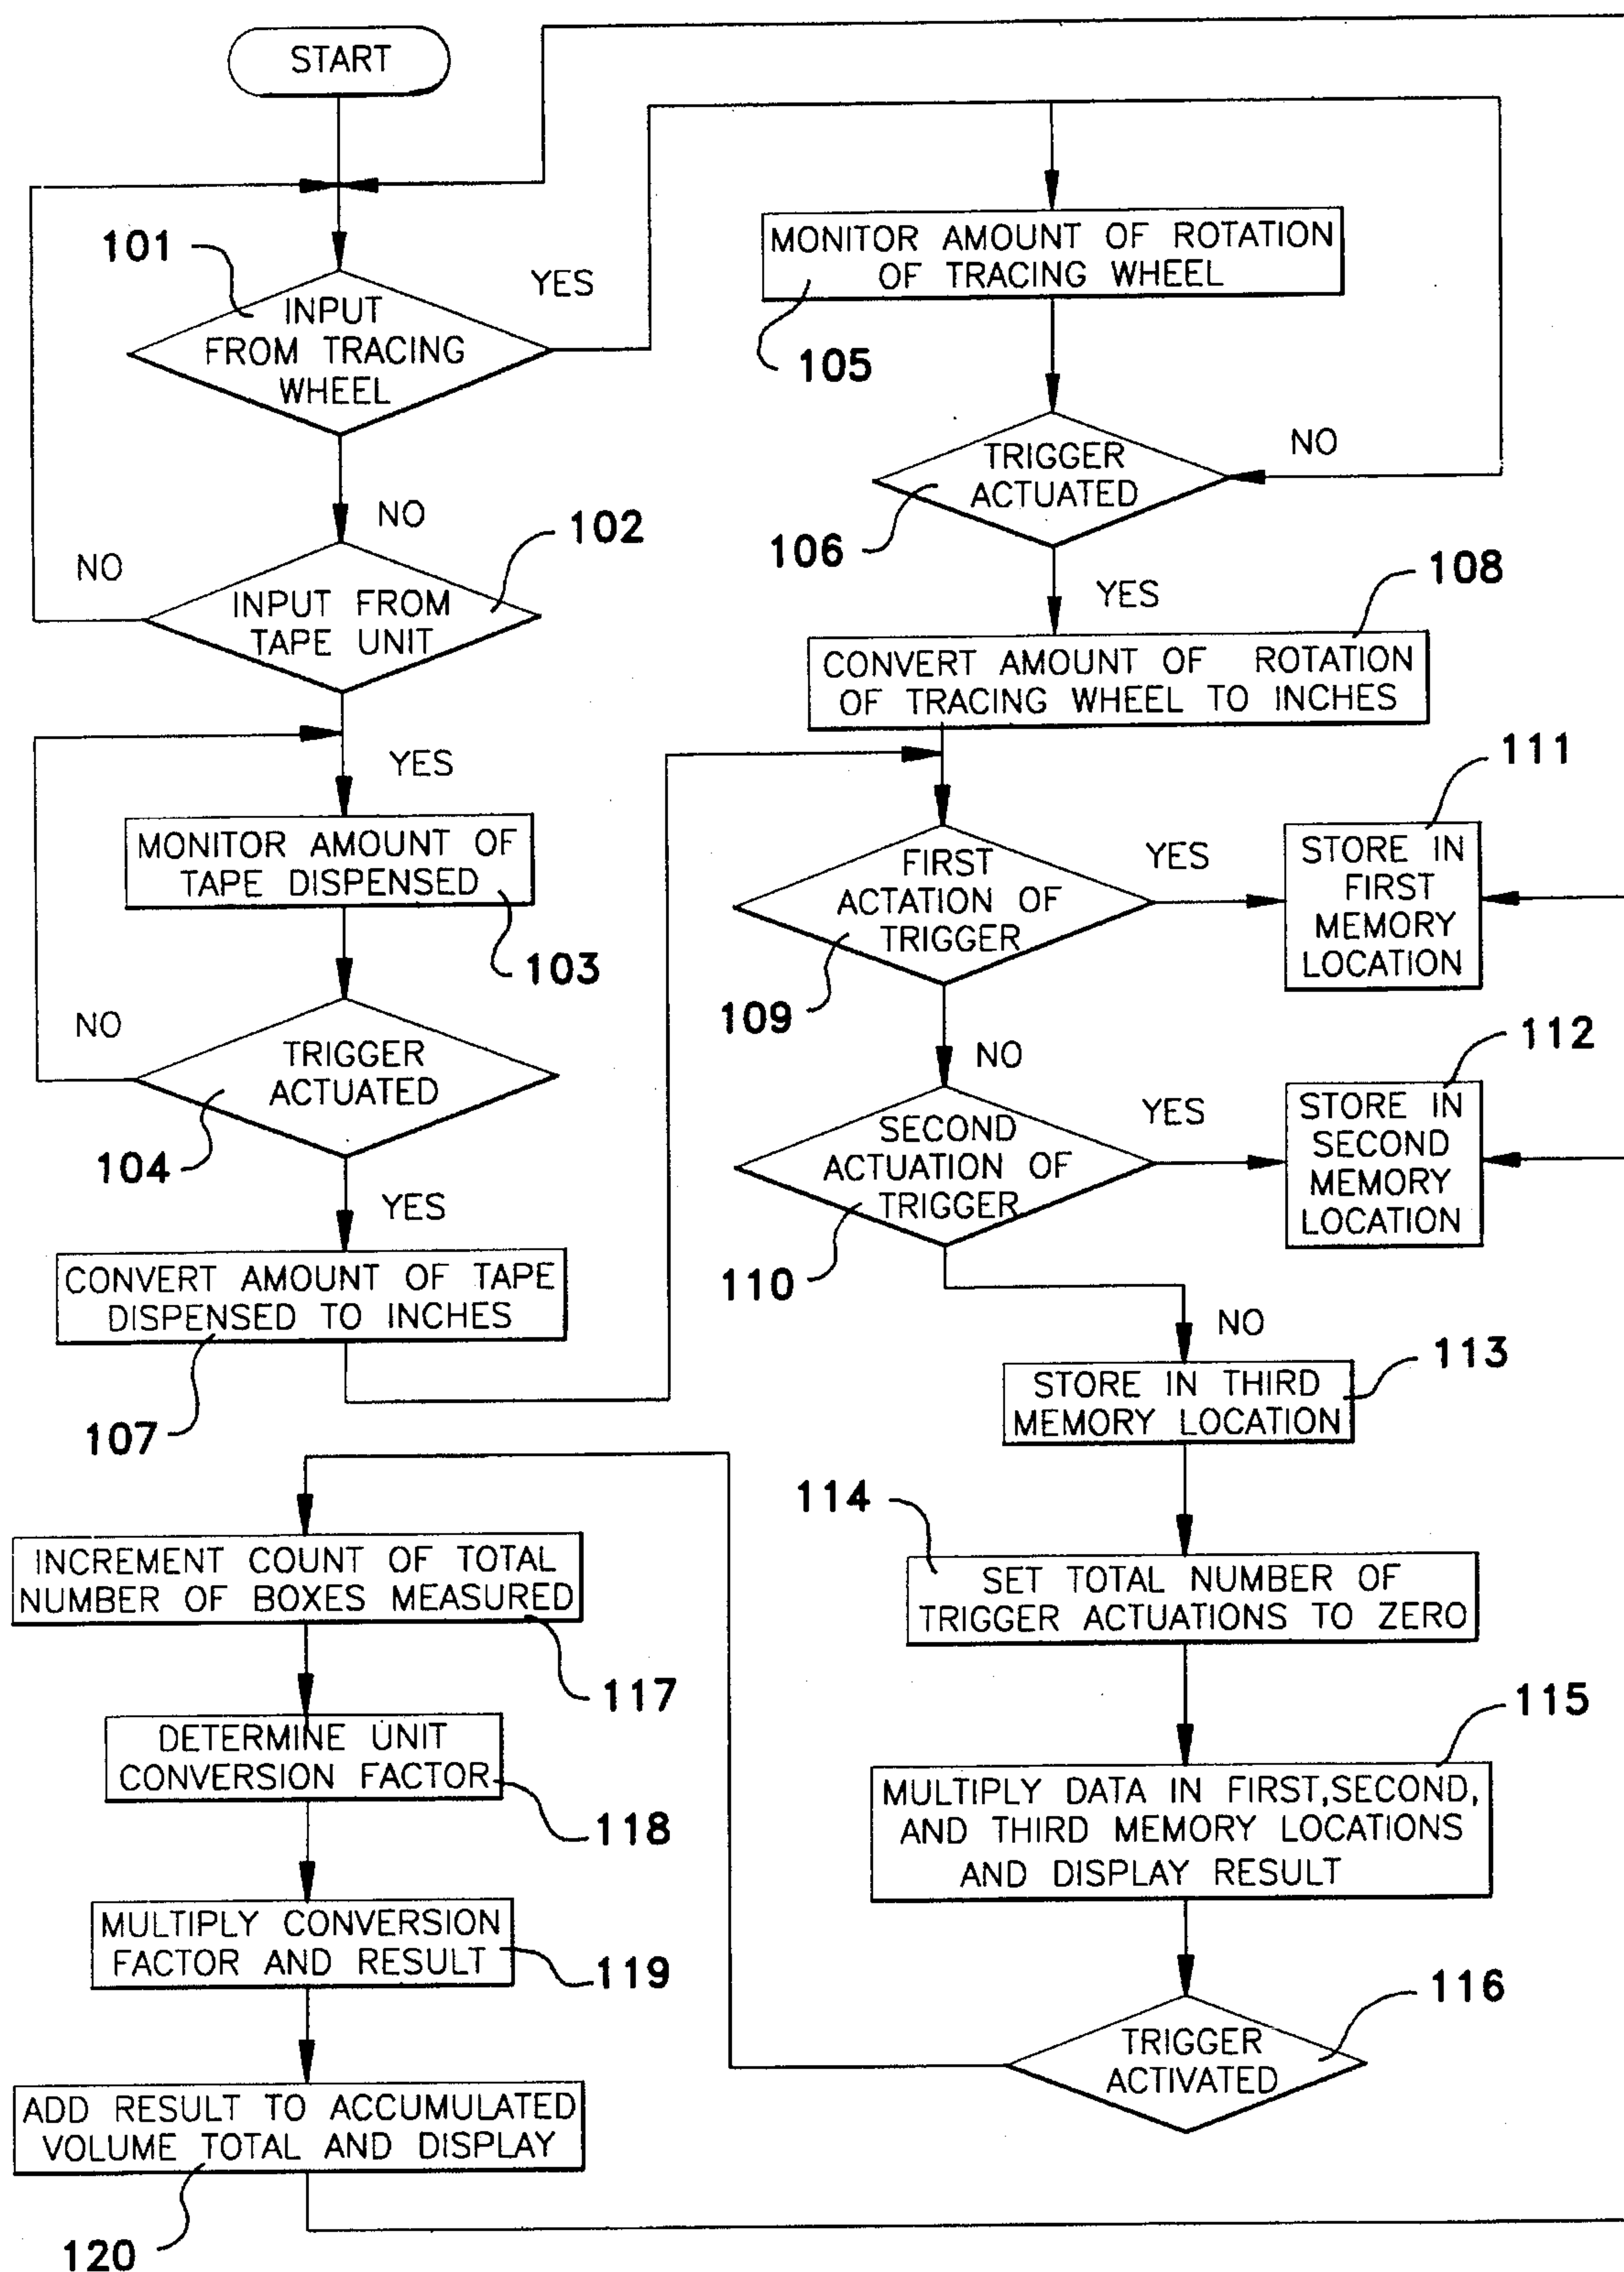 START
101
INPUT
FROM TRACING
WHEEL
YES
NO
102
INPUT FROM
TAPE UNIT
NO
YES
MONITOR AMOUNT OF
TAPE DISPENSED
103
NO
TRIGGER
ACTUATED
104
YES
CONVERT AMOUNT OF TAPE
DISPENSED TO INCHES
107
MONITOR AMOUNT OF ROTATION
OF TRACING WHEEL
105
TRIGGER
ACTUATED
NO
106
YES
108
CONVERT AMOUNT OF ROTATION
OF TRACING WHEEL TO INCHES
FIRST
ACTATION OF
TRIGGER
109
YES
111
STORE IN
FIRST
MEMORY
LOCATION
NO
SECOND
ACTUATION OF
TRIGGER
110
YES
112
STORE IN
SECOND
MEMORY
LOCATION
NO
113
STORE IN THIRD
MEMORY LOCATION
114
SET TOTAL NUMBER OF
TRIGGER ACTUATIONS TO ZERO
115
MULTIPLY DATA IN FIRST,SECOND,
AND THIRD MEMORY LOCATIONS
AND DISPLAY RESULT
116
TRIGGER
ACTIVATED
INCREMENT COUNT OF TOTAL
NUMBER OF BOXES MEASURED
117
DETERMINE UNIT
CONVERSION FACTOR
118
MULTIPLY CONVERSION
FACTOR AND RESULT
119
ADD RESULT TO ACCUMULATED
VOLUME TOTAL AND DISPLAY
120